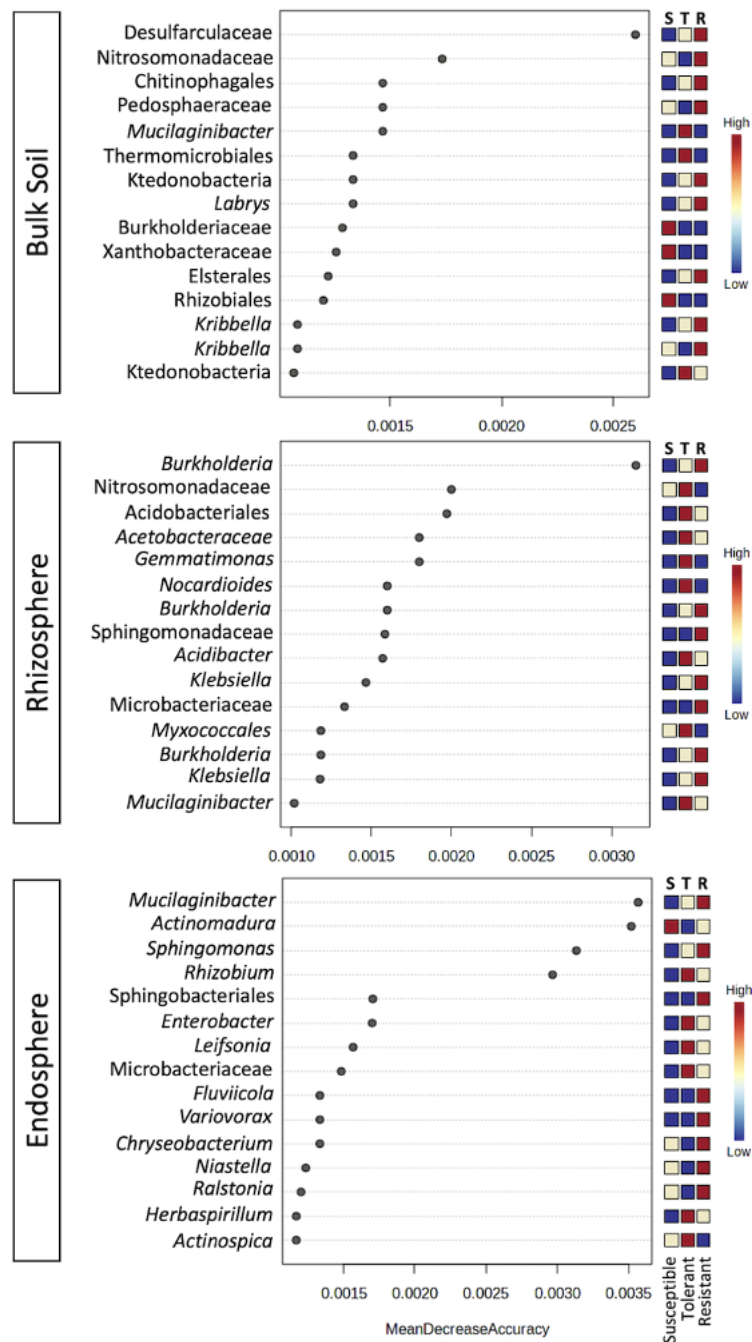 S T R
Bulk Soil
Desulfarculaceae
Nitrosomonadaceae
Chitinophagales
Pedosphaeraceae
Mucilaginibacter
Thermomicrobiales
Ktedonobacteria
Labrys
Burkholderiaceae
Xanthobacteraceae
Elsterales
Rhizobiales
Kribbella
Kribbella
Ktedonobacteria
High
Low
0.0015 0.0020 0.0025
S T R
Rhizosphere
Burkholderia
Nitrosomonadaceae
Acidobacteriales
Acetobacteraceae
Gemmatimonas
Nocardioides
Burkholderia
Sphingomonadaceae
Acidibacter
Klebsiella
Microbacteriaceae
Myxococcales
Burkholderia
Klebsiella
Mucilaginibacter
High
Low
0.0010 0.0015 0.0020 0.0025 0.0030
S T R
Endosphere
Mucilaginibacter
Actinomadura
Sphingomonas
Rhizobium
Sphingobacteriales
Enterobacter
Leifsonia
Microbacteriaceae
Fluviicola
Variovorax
Chryseobacterium
Niastella
Ralstonia
Herbaspirillum
Actinospica
High
Low
0.0015 0.0020 0.0025 0.0030 0.0035
Susceptible
Tolerant
Resistant
MeanDecreaseAccuracy